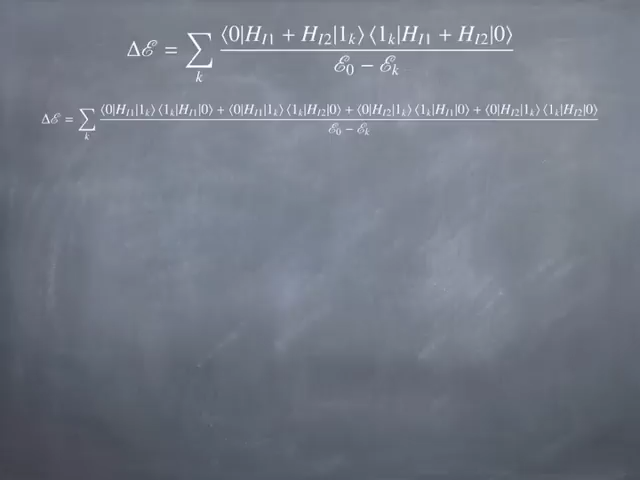 Δℰ = ∑_k ⟨0|H_{I1} + H_{I2}|1_k⟩ ⟨1_k|H_{I1} + H_{I2}|0⟩ / (ℰ_0 − ℰ_k)
Δℰ = ∑_k (⟨0|H_{I1}|1_k⟩ ⟨1_k|H_{I1}|0⟩ + ⟨0|H_{I1}|1_k⟩ ⟨1_k|H_{I2}|0⟩ + ⟨0|H_{I2}|1_k⟩ ⟨1_k|H_{I1}|0⟩ + ⟨0|H_{I2}|1_k⟩ ⟨1_k|H_{I2}|0⟩) / (ℰ_0 − ℰ_k)